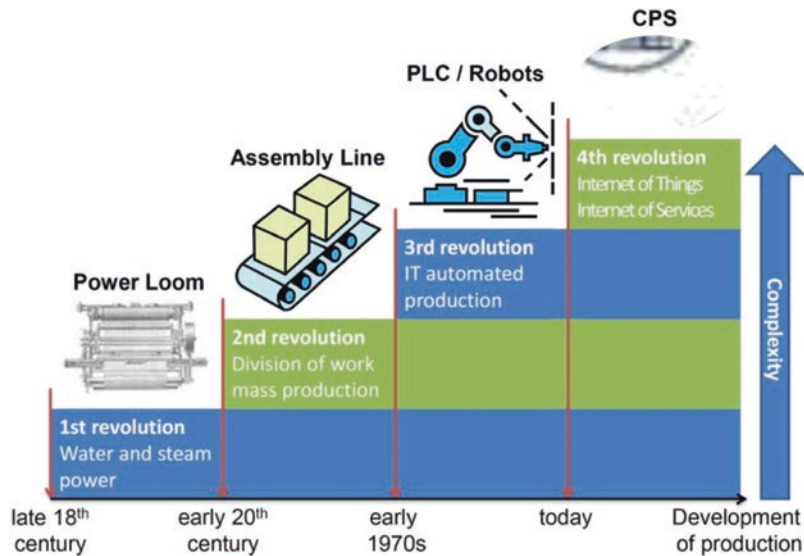 CPS
PLC / Robots
Assembly Line
Power Loom
4th revolution
Internet of Things
Internet of Services
3rd revolution
IT automated
production
2nd revolution
Division of work
mass production
1st revolution
Water and steam
power
Complexity
late 18th
century
early 20th
century
early
1970s
today
Development
of production